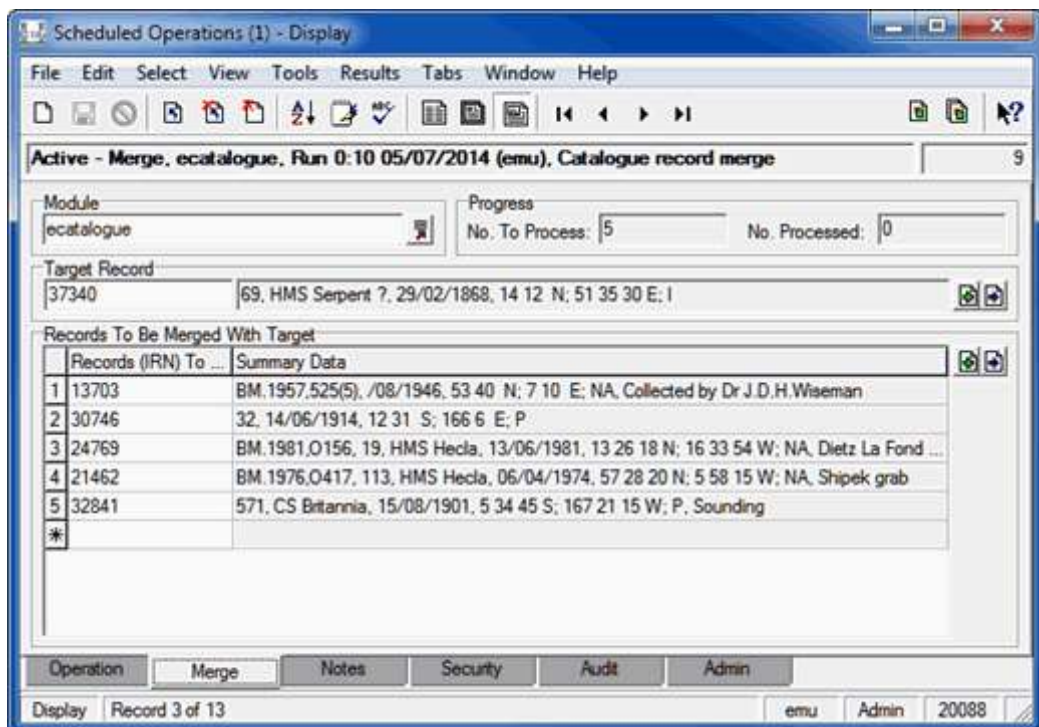 Scheduled Operations (1) - Display
File Edit Select View Tools Results Tabs Window Help
Active - Merge, ecatalogue, Run 0:10 05/07/2014 (emu), Catalogue record merge 9
Module Progress
ecatalogue No. To Process: 5 No. Processed: 0
Target Record
37340 69, HMS Serpent ?, 29/02/1868, 14 12 N; 51 35 30 E; I
Records To Be Merged With Target
Records (IRN) To ... Summary Data
1 13703 BM.1957,525(5), /08/1946, 53 40 N; 7 10 E; NA, Collected by Dr J.D.H.Wiseman
2 30746 32, 14/06/1914, 12 31 S; 166 6 E; P
3 24769 BM.1981,O156, 19, HMS Hecla, 13/06/1981, 13 26 18 N; 16 33 54 W; NA, Dietz La Fond ...
4 21462 BM.1976,O417, 113, HMS Hecla, 06/04/1974, 57 28 20 N; 5 58 15 W; NA, Shipek grab
5 32841 571, CS Britannia, 15/08/1901, 5 34 45 S; 167 21 15 W; P, Sounding
*
Operation Merge Notes Security Audit Admin
Display Record 3 of 13 emu Admin 20088